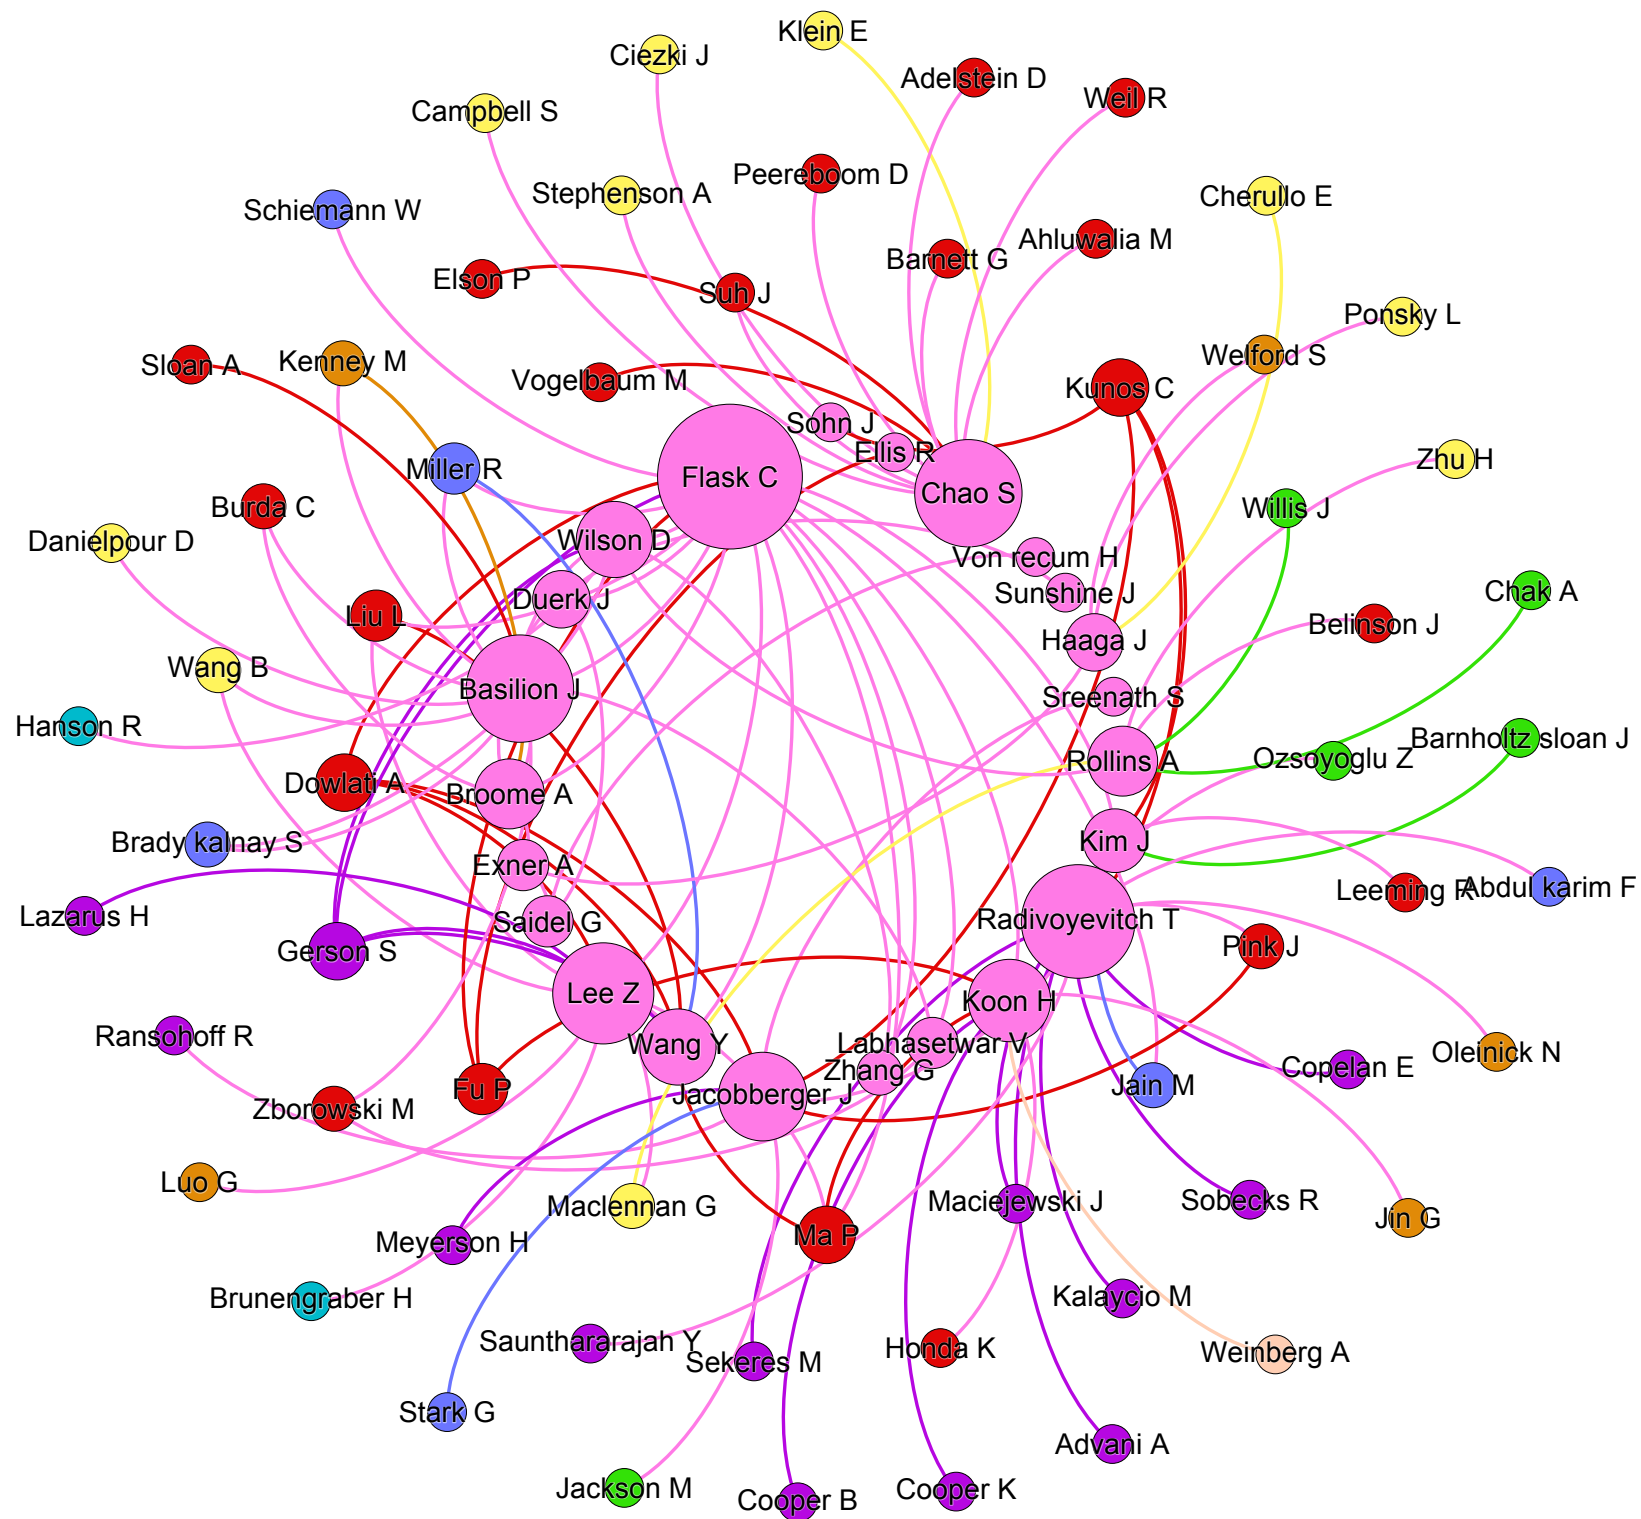 Klein E
Ciezki J
Adelstein D
Weil R
Campbell S
Peereboom D
Stephenson A
Cherullo E
Schiemann W
Ahluwalia M
Barnett G
Elson P
Suh J
Ponsky L
Welford S
Sloan A
Kenney M
Vogelbaum M
Kunos C
Sohn J
Ellis R
Zhu H
Miller R
Flask C
Chao S
Burda C
Willis J
Danielpour D
Wilson D
Von recum H
Sunshine J
Duerk J
Chak A
Liu L
Belinson J
Haaga J
Wang B
Basilion J
Sreenath S
Hanson R
Barnholtz sloan J
Rollins A
Ozsoyoglu Z
Dowlati A
Broome A
Brady kalnay S
Kim J
Exner A
Leeming R
Abdul karim F
Lazarus H
Saidel G
Radivoyevitch T
Gerson S
Pink J
Lee Z
Koon H
Ransohoff R
Wang Y
Labhasetwar V
Zhang G
Oleinick N
Copelan E
Jain M
Fu P
Jacobberger J
Zborowski M
Luo G
Maclennan G
Maciejewski J
Sobecks R
Jin G
Meyerson H
Ma P
Brunengraber H
Kalaycio M
Saunthararajah Y
Sekeres M
Honda K
Weinberg A
Stark G
Advani A
Jackson M
Cooper B
Cooper K